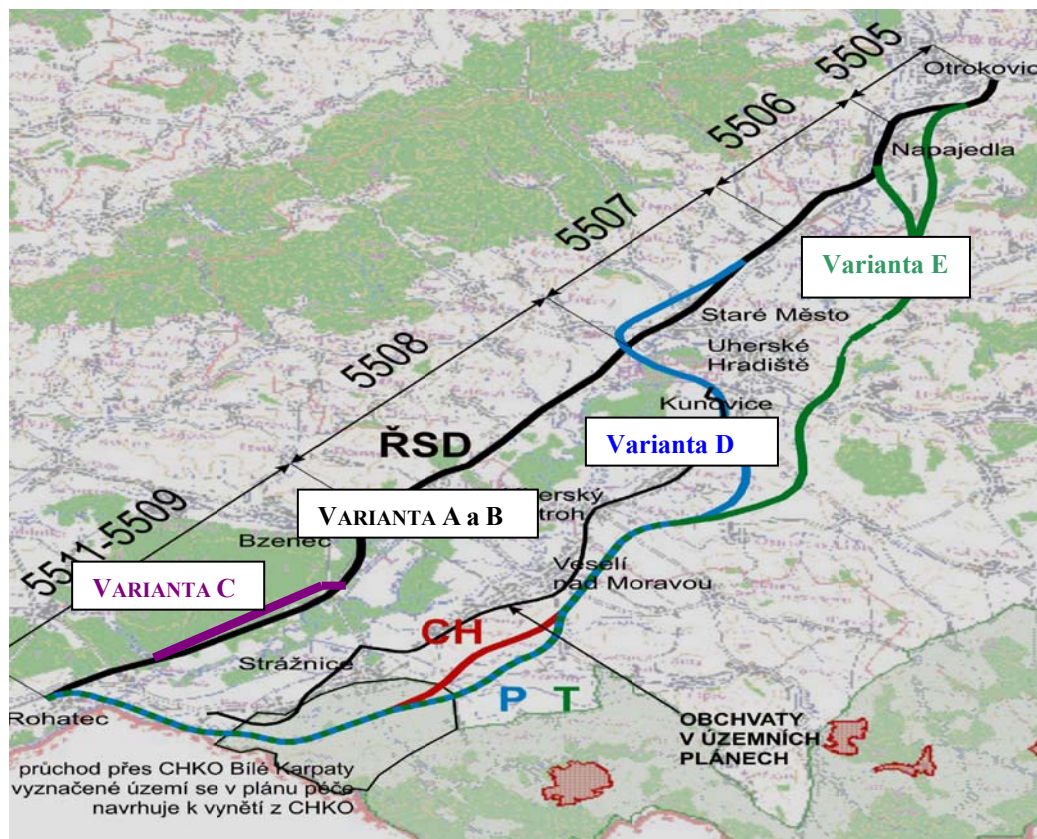 5505
Otrokovic
5506
Napajedla
5507
Varianta E
Staré Město
5508
Uherské
Hradiště
Kunovice
ŘSD
Varianta D
5511-5509
VARIANTA A a B
erský
troh
Bzenec
Veselí
nad Moravou
VARIANTA C
CH
Strážnice
P T
Rohatec
OBCHVATY
V ÚZEMNÍCH
PLÁNECH
průchod přes CHKO Bílé Karpaty
vyznačené území se v plánu péče
navrhuje k vynětí z CHKO